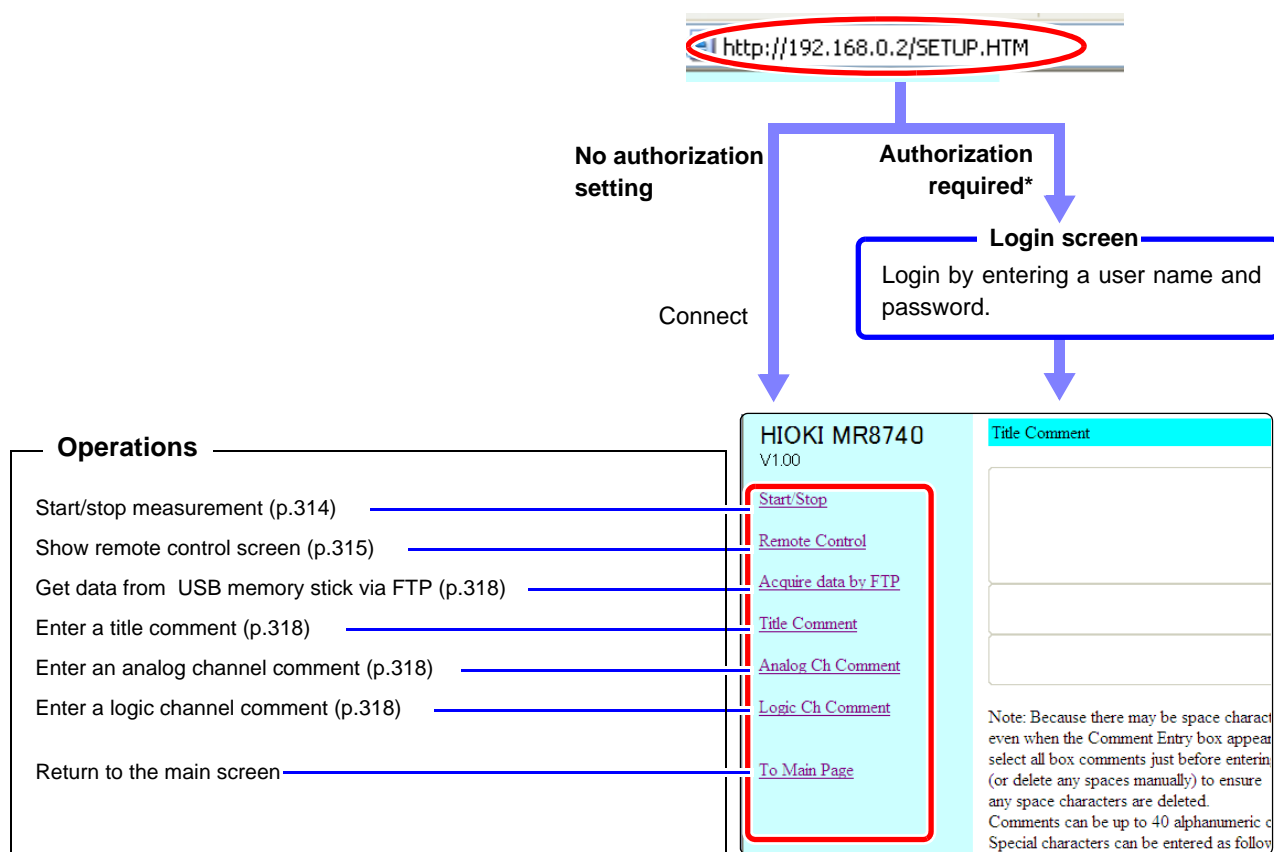 http://192.168.0.2/SETUP.HTM
No authorization
setting
Authorization
required*
Login screen
Login by entering a user name and
password.
Connect
Operations
Start/stop measurement (p.314)
Show remote control screen (p.315)
Get data from  USB memory stick via FTP (p.318)
Enter a title comment (p.318)
Enter an analog channel comment (p.318)
Enter a logic channel comment (p.318)
Return to the main screen
HIOKI MR8740
V1.00
Start/Stop
Remote Control
Acquire data by FTP
Title Comment
Analog Ch Comment
Logic Ch Comment
To Main Page
Title Comment
Note: Because there may be space charact
even when the Comment Entry box appear
select all box comments just before enterin
(or delete any spaces manually) to ensure
any space characters are deleted.
Comments can be up to 40 alphanumeric c
Special characters can be entered as follow